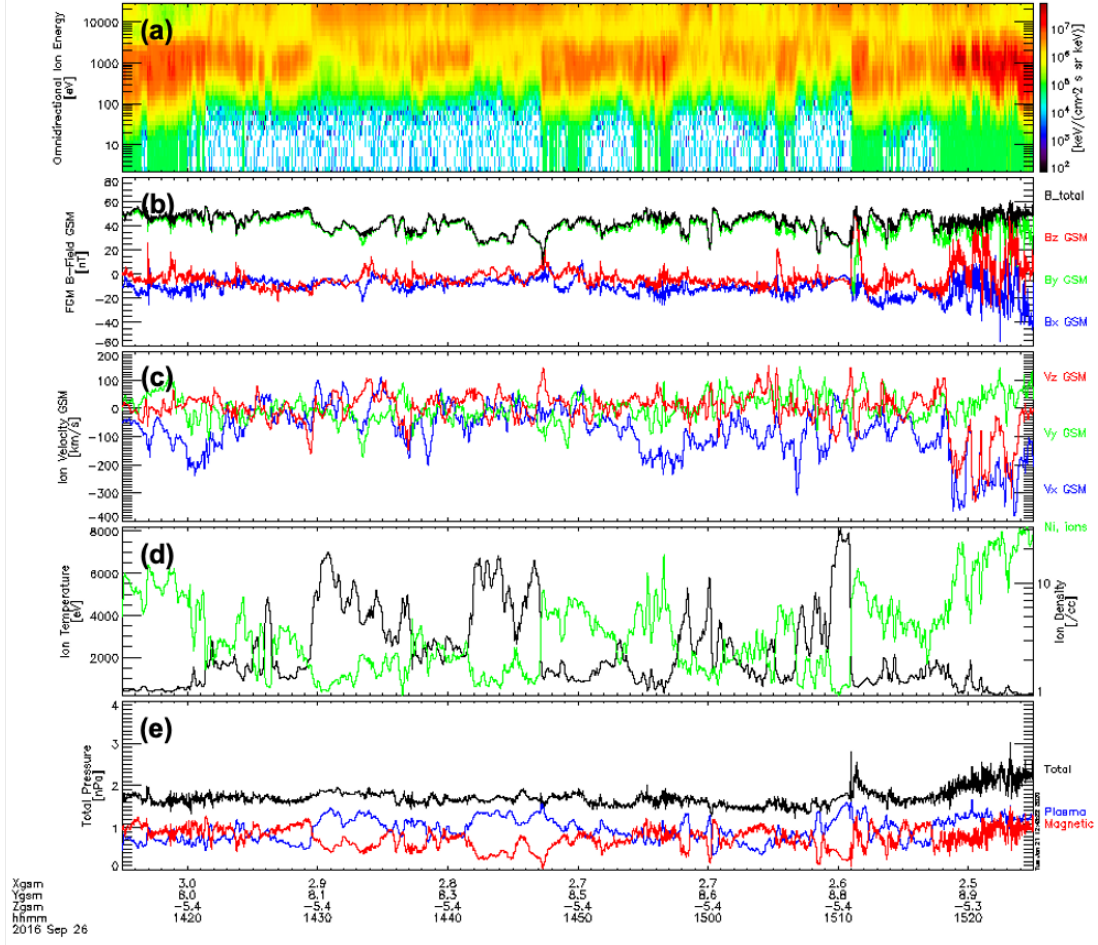 (a)
Omnidirectional Ion Energy
[eV]
10000
1000
100
10
10⁷
10⁶
10⁵
10⁴
10³
10²
[keV/(cm^2 s sr keV)]
(b)
FGM B-Field GSM
[nT]
80
60
40
20
0
-20
-40
-60
B_total
Bz GSM
By GSM
Bx GSM
(c)
Ion Velocity GSM
[km/s]
200
100
0
-100
-200
-300
-400
Vz GSM
Vy GSM
Vx GSM
(d)
Ion Temperature
[eV]
8000
6000
4000
2000
Ni, ions
10
1
Ion Density
[/cc]
(e)
Total Pressure
[nPa]
4
3
2
1
0
Total
Plasma
Magnetic
Xgsm 3.0 2.9 2.8 2.7 2.7 2.6 2.5
Ygsm 8.0 8.1 8.3 8.5 8.6 8.8 8.9
Zgsm -5.4 -5.4 -5.4 -5.4 -5.4 -5.4 -5.3
hhmm 1420 1430 1440 1450 1500 1510 1520
2016 Sep 26